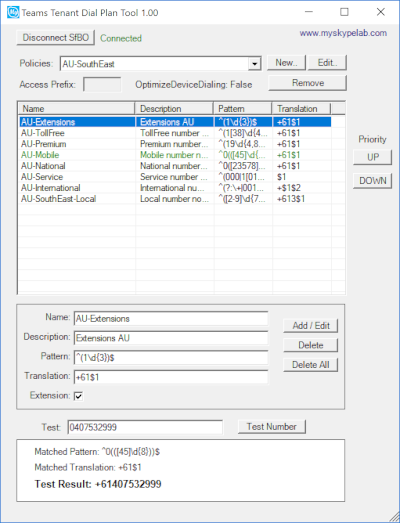 Teams Tenant Dial Plan Tool 1.00
Disconnect SfBO Connected www.myskypelab.com
Policies: AU-SouthEast New.. Edit..
Access Prefix: OptimizeDeviceDialing: False Remove
Name Description Pattern Translation
AU-Extensions Extensions AU ^(1\d{3})$ +61$1
AU-TollFree TollFree number ... ^(1[38]\d{4... +61$1
AU-Premium Premium number... ^(19\d{4,8... +61$1
AU-Mobile Mobile number n... ^0(([45]\d{... +61$1
AU-National National number... ^0([23578]... +61$1
AU-Service Service number ... ^(000|1[01... $1
AU-International International nu... ^(?:\+|001... +$1$2
AU-SouthEast-Local Local number no... ^([2-9]\d{7... +613$1
Priority
UP
DOWN
Name: AU-Extensions
Description: Extensions AU
Pattern: ^(1\d{3})$
Translation: +61$1
Extension:
Add / Edit
Delete
Delete All
Test: 0407532999 Test Number
Matched Pattern: ^0(([45]\d{8}))$
Matched Translation: +61$1
Test Result: +61407532999